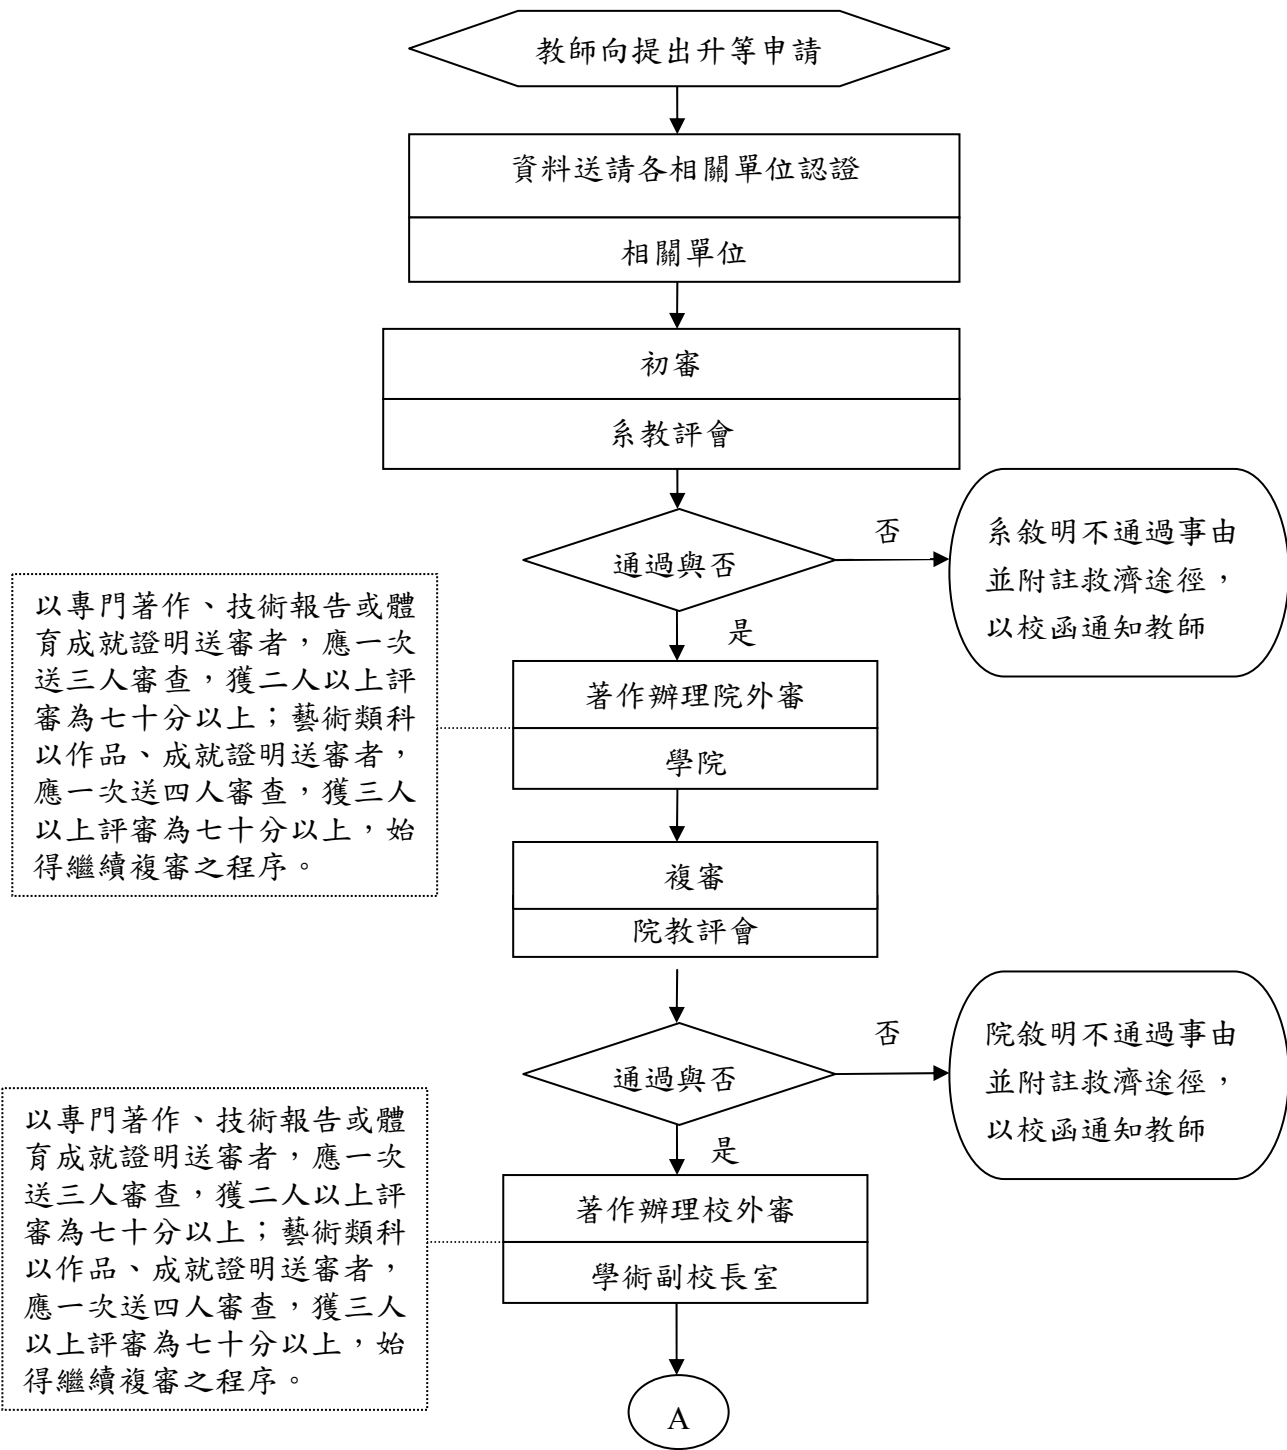 教師向提出升等申請
資料送請各相關單位認證
相關單位
初審
系教評會
通過與否
否
系敘明不通過事由
並附註救濟途徑，
以校函通知教師
是
以專門著作、技術報告或體
育成就證明送審者，應一次
送三人審查，獲二人以上評
審為七十分以上；藝術類科
以作品、成就證明送審者，
應一次送四人審查，獲三人
以上評審為七十分以上，始
得繼續複審之程序。
著作辦理院外審
學院
複審
院教評會
通過與否
否
院敘明不通過事由
並附註救濟途徑，
以校函通知教師
是
以專門著作、技術報告或體
育成就證明送審者，應一次
送三人審查，獲二人以上評
審為七十分以上；藝術類科
以作品、成就證明送審者，
應一次送四人審查，獲三人
以上評審為七十分以上，始
得繼續複審之程序。
著作辦理校外審
學術副校長室
A